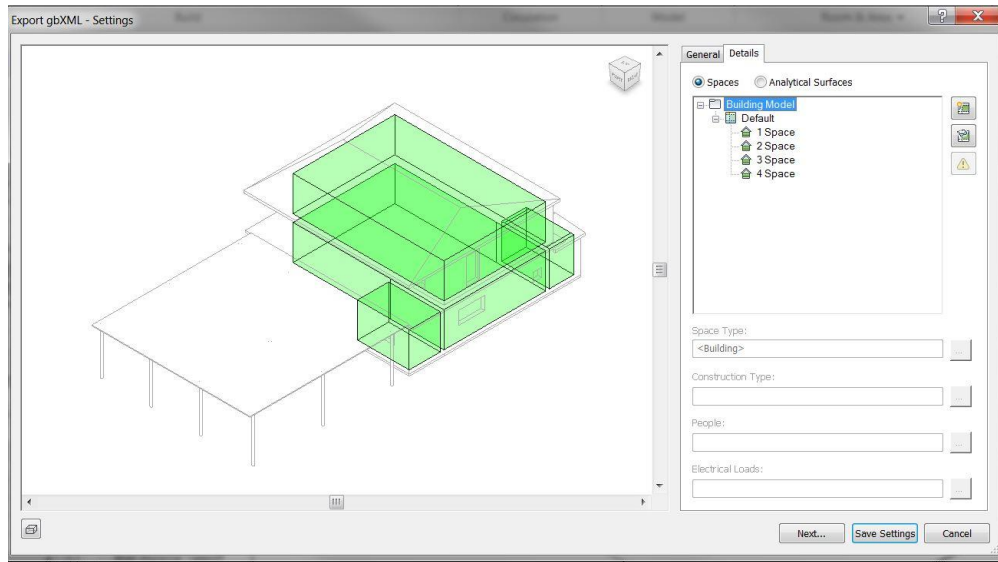 Export gbXML - Settings
General Details
Spaces Analytical Surfaces
Building Model
Default
1 Space
2 Space
3 Space
4 Space
Space Type:
<Building>
...
Construction Type:
...
People:
...
Electrical Loads:
...
Next... Save Settings Cancel